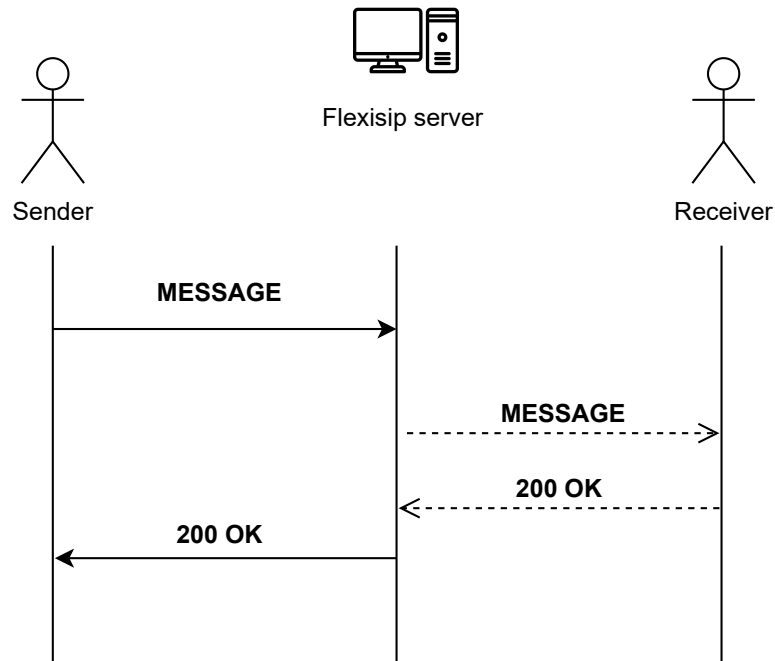 Flexisip server
Sender
Receiver
MESSAGE
MESSAGE
200 OK
200 OK